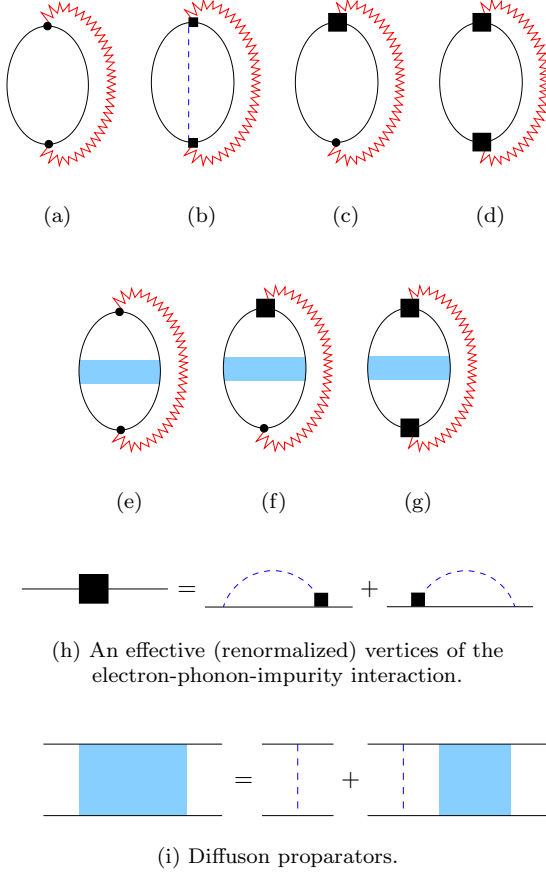 (a)
(b)
(c)
(d)
(e)
(f)
(g)
=
+
(h) An effective (renormalized) vertices of the
electron-phonon-impurity interaction.
=
+
(i) Diffuson proparators.